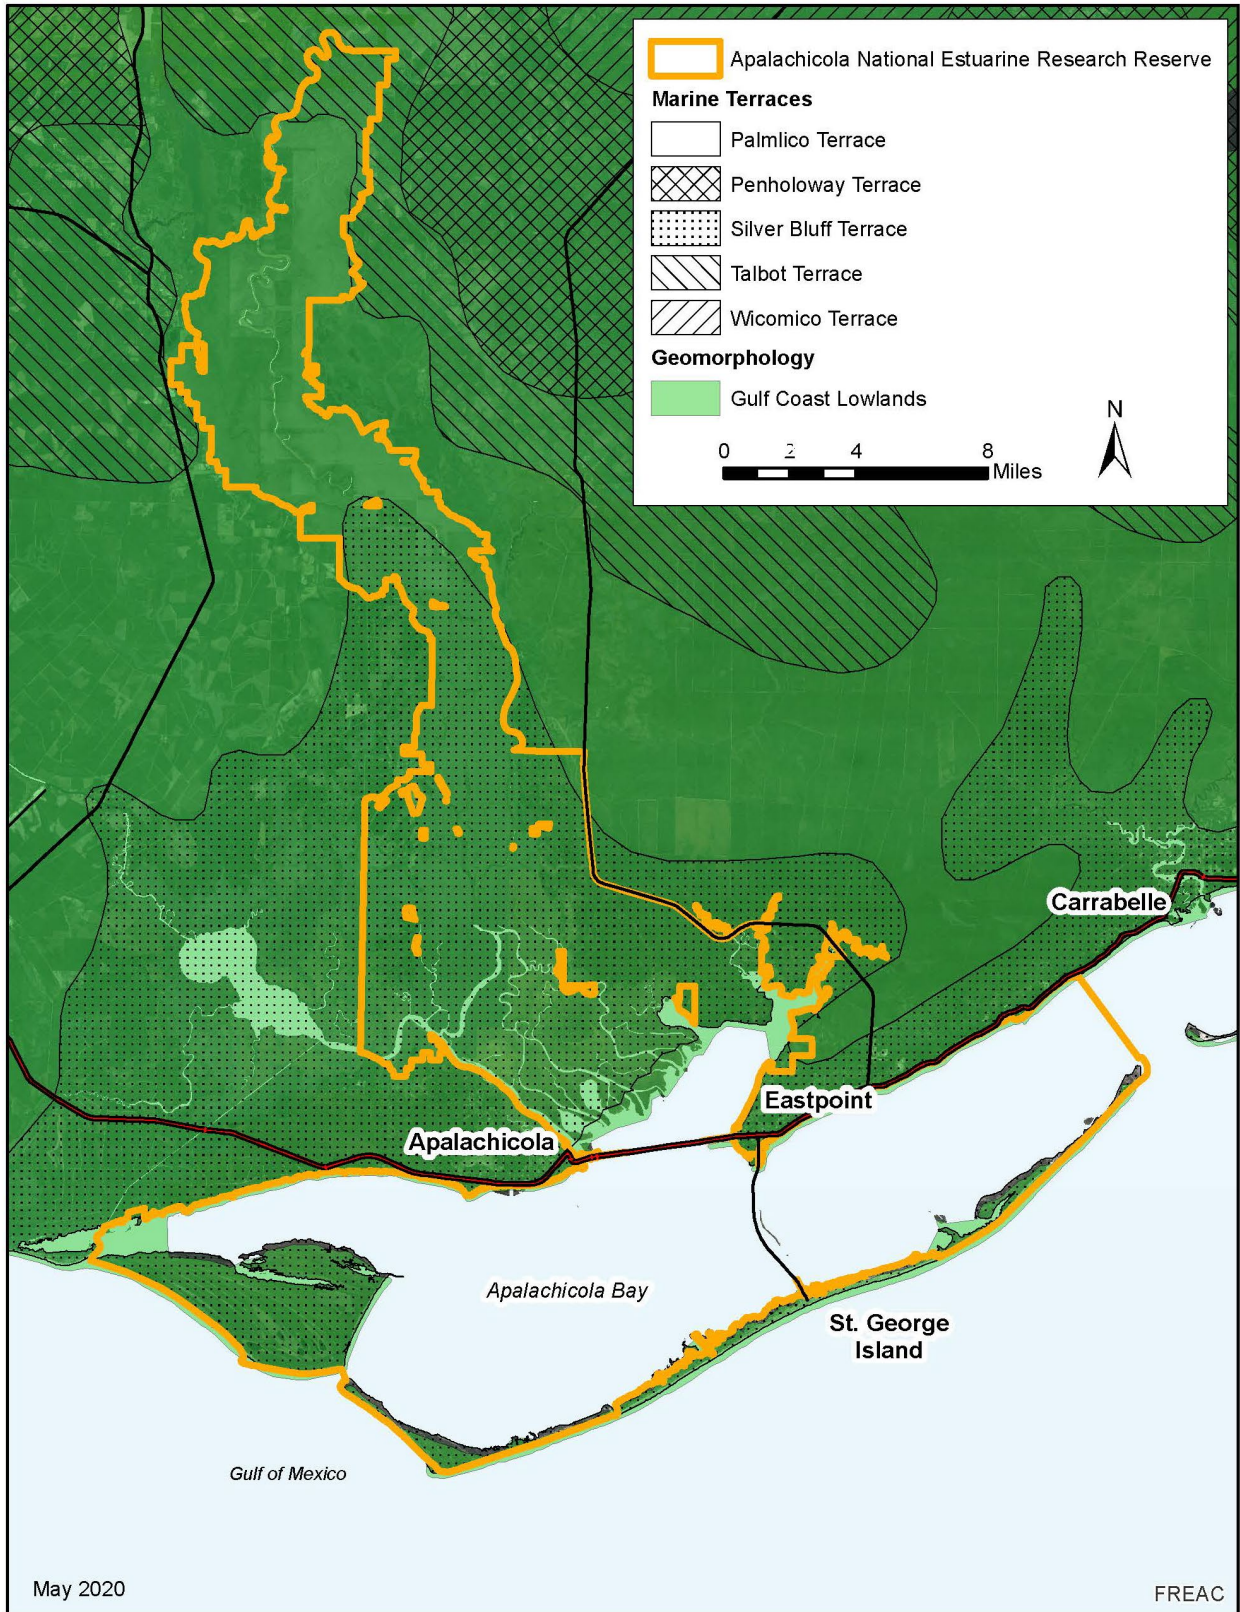 Apalachicola National Estuarine Research Reserve
Marine Terraces
Palmlico Terrace
Penholoway Terrace
Silver Bluff Terrace
Talbot Terrace
Wicomico Terrace
Geomorphology
Gulf Coast Lowlands
N
0 2 4 8
Miles
Carrabelle
Eastpoint
Apalachicola
Apalachicola Bay
St. George
Island
Gulf of Mexico
May 2020
FREAC